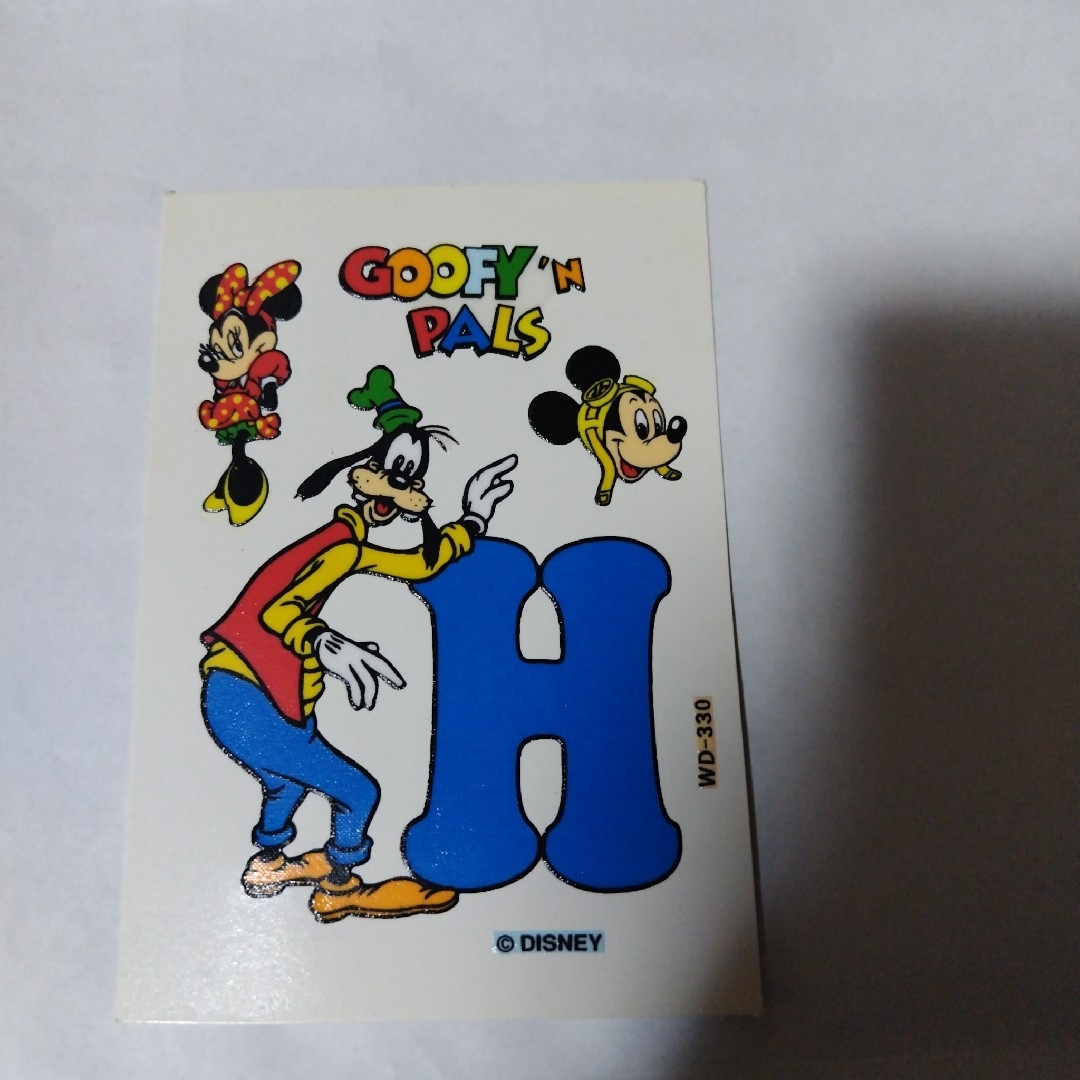 GOOFY 'N
PALS
H
WD-330
© DISNEY